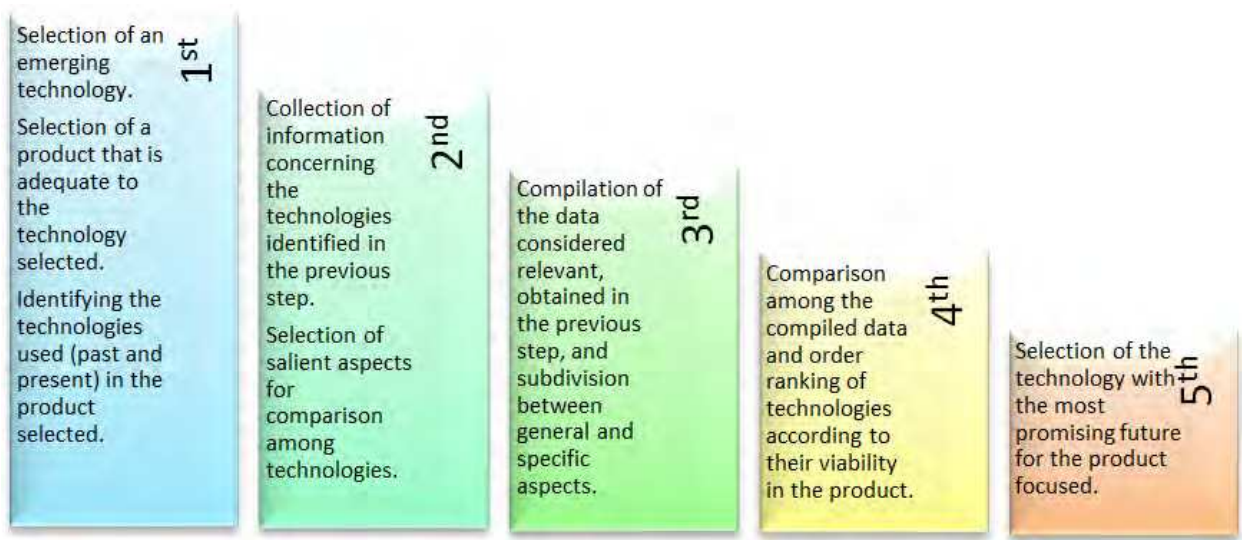 1st
Selection of an
emerging
technology.
Selection of a
product that is
adequate to
the
technology
selected.
Identifying the
technologies
used (past and
present) in the
product
selected.
2nd
Collection of
information
concerning
the
technologies
identified in
the previous
step.
Selection of
salient aspects
for
comparison
among
technologies.
3rd
Compilation of
the data
considered
relevant,
obtained in
the previous
step, and
subdivision
between
general and
specific
aspects.
4th
Comparison
among the
compiled data
and order
ranking of
technologies
according to
their viability
in the product.
5th
Selection of the
technology with
the most
promising future
for the product
focused.